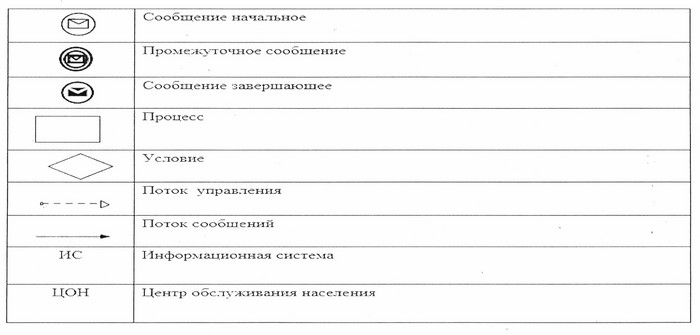 Сообщение начальное
Промежуточное сообщение
Сообщение завершающее
Процесс
Условие
Поток управления
Поток сообщений
ИС Информационная система
ЦОН Центр обслуживания населения